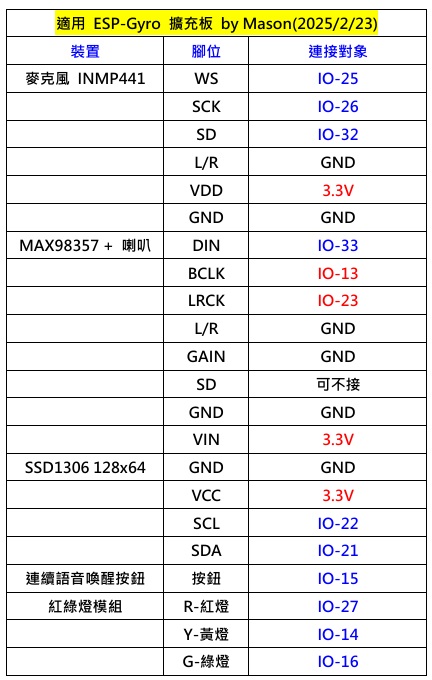 適用 ESP-Gyro 擴充板 by Mason(2025/2/23)
裝置 腳位 連接對象
麥克風 INMP441 WS IO-25
SCK IO-26
SD IO-32
L/R GND
VDD 3.3V
GND GND
MAX98357 + 喇叭 DIN IO-33
BCLK IO-13
LRCK IO-23
L/R GND
GAIN GND
SD 可不接
GND GND
VIN 3.3V
SSD1306 128x64 GND GND
VCC 3.3V
SCL IO-22
SDA IO-21
連續語音喚醒按鈕 按鈕 IO-15
紅綠燈模組 R-紅燈 IO-27
Y-黃燈 IO-14
G-綠燈 IO-16